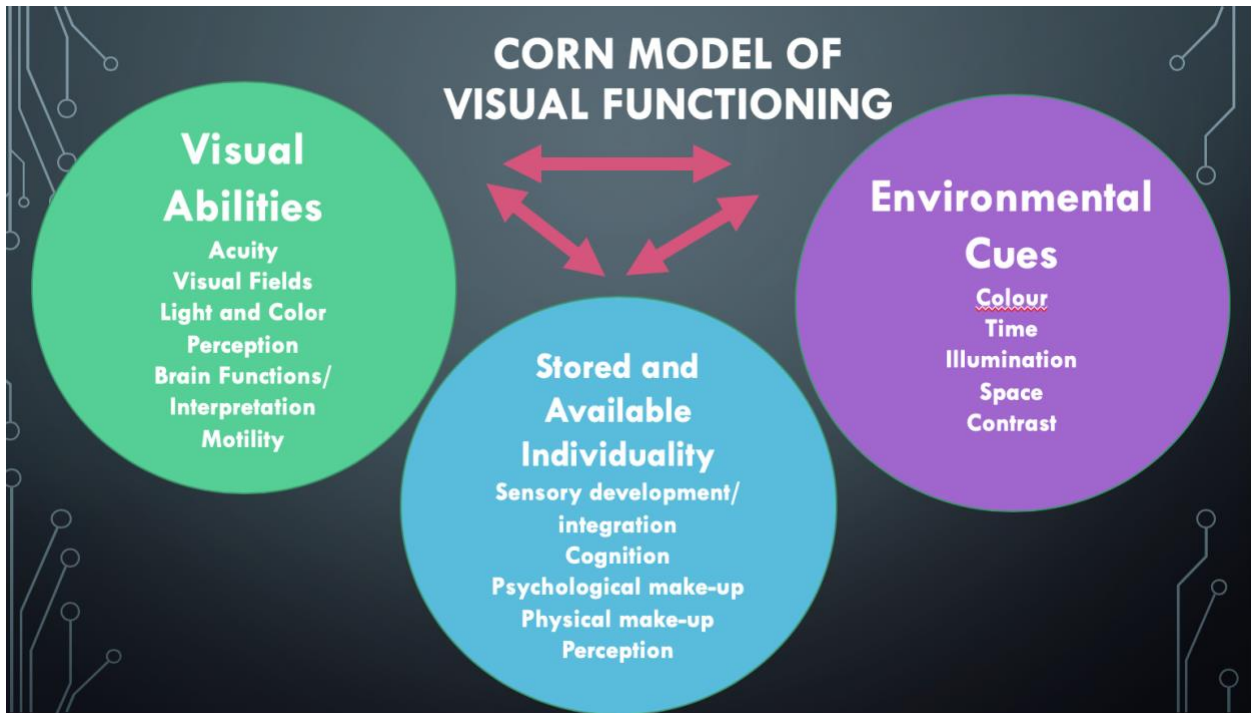 CORN MODEL OF
VISUAL FUNCTIONING
Visual
Abilities
Acuity
Visual Fields
Light and Color
Perception
Brain Functions/
Interpretation
Motility
Stored and
Available
Individuality
Sensory development/
integration
Cognition
Psychological make-up
Physical make-up
Perception
Environmental
Cues
Colour
Time
Illumination
Space
Contrast